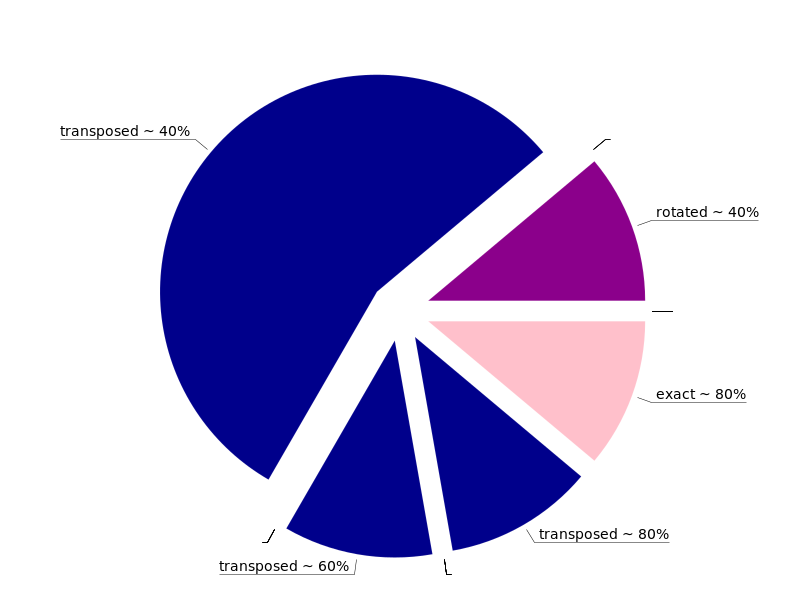 transposed ~ 40%
rotated ~ 40%
exact ~ 80%
transposed ~ 80%
transposed ~ 60%